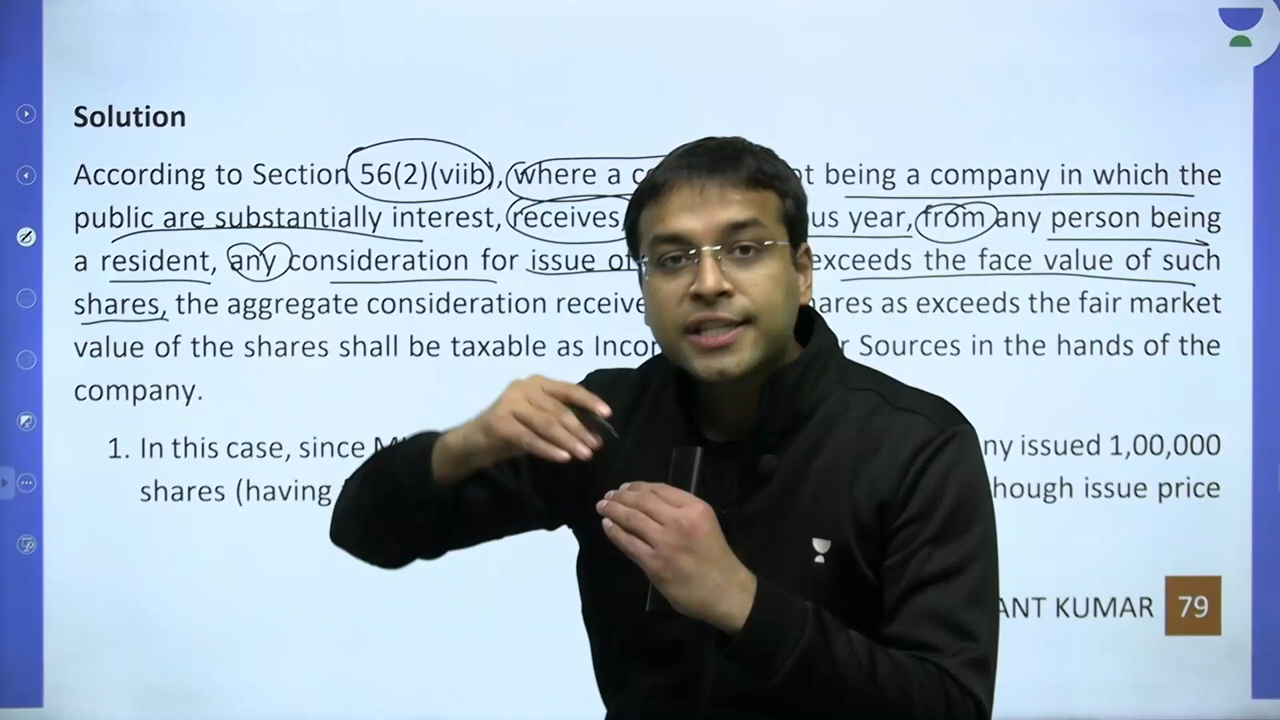 Solution
According to Section 56(2)(viib), where a c pt being a company in which the
public are substantially interest, receives, us year, from any person being
a resident, any consideration for issue of exceeds the face value of such
shares, the aggregate consideration receive ares as exceeds the fair market
value of the shares shall be taxable as Inco r Sources in the hands of the
company.
1. In this case, since M ny issued 1,00,000
shares (having hough issue price
ANT KUMAR 79